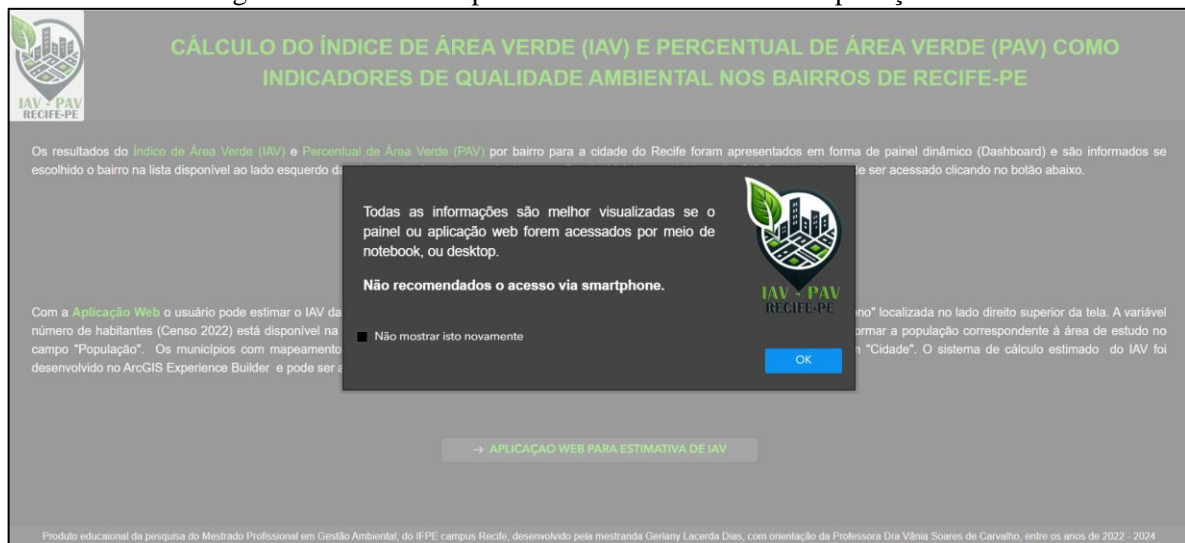 IAV - PAV
RECIFE-PE
CÁLCULO DO ÍNDICE DE ÁREA VERDE (IAV) E PERCENTUAL DE ÁREA VERDE (PAV) COMO
INDICADORES DE QUALIDADE AMBIENTAL NOS BAIRROS DE RECIFE-PE
Os resultados do Índice de Área Verde (IAV) e Percentual de Área Verde (PAV) por bairro para a cidade do Recife foram apresentados em forma de painel dinâmico (Dashboard) e são informados se
escolhido o bairro na lista disponível ao lado esquerdo da ser acessado clicando no botão abaixo.
Todas as informações são melhor visualizadas se o
painel ou aplicação web forem acessados por meio de
notebook, ou desktop.
Não recomendados o acesso via smartphone.
IAV - PAV
RECIFE-PE
Não mostrar isto novamente
OK
Com a Aplicação Web o usuário pode estimar o IAV da localizada no lado direito superior da tela. A variável
número de habitantes (Censo 2022) está disponível na a população correspondente à área de estudo no
campo "População". Os municípios com mapeamento "Cidade". O sistema de cálculo estimado do IAV foi
desenvolvido no ArcGIS Experience Builder e pode ser
→ APLICAÇAO WEB PARA ESTIMATIVA DE IAV
Produto educaional da pesquisa do Mestrado Profissional em Gestão Ambiental, do IFPE campus Recife, desenvolvido pela mestranda Gerlany Lacerda Dias, com orientação da Professora Dra Vânia Soares de Carvalho, entre os anos de 2022 - 2024